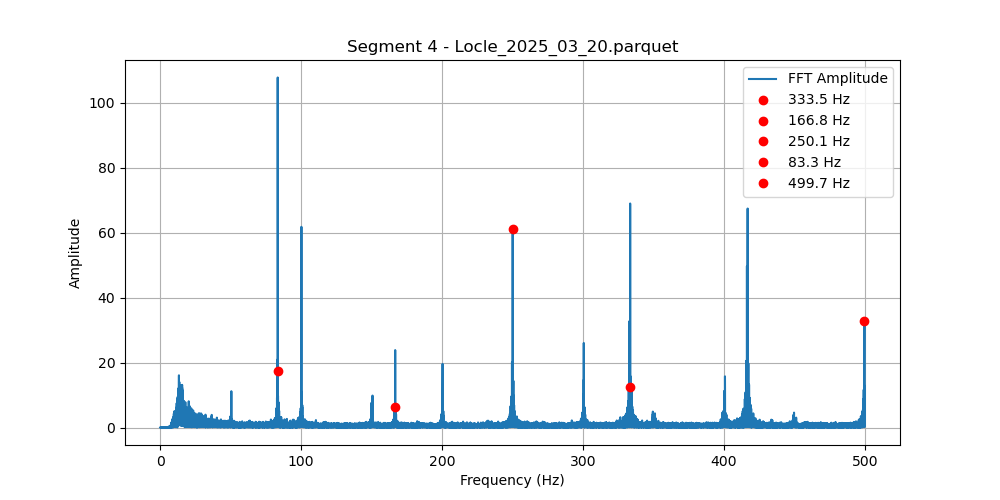 Segment 4 - Locle_2025_03_20.parquet
FFT Amplitude
333.5 Hz
166.8 Hz
250.1 Hz
83.3 Hz
499.7 Hz
100
80
60
40
20
0
Amplitude
0 100 200 300 400 500
Frequency (Hz)